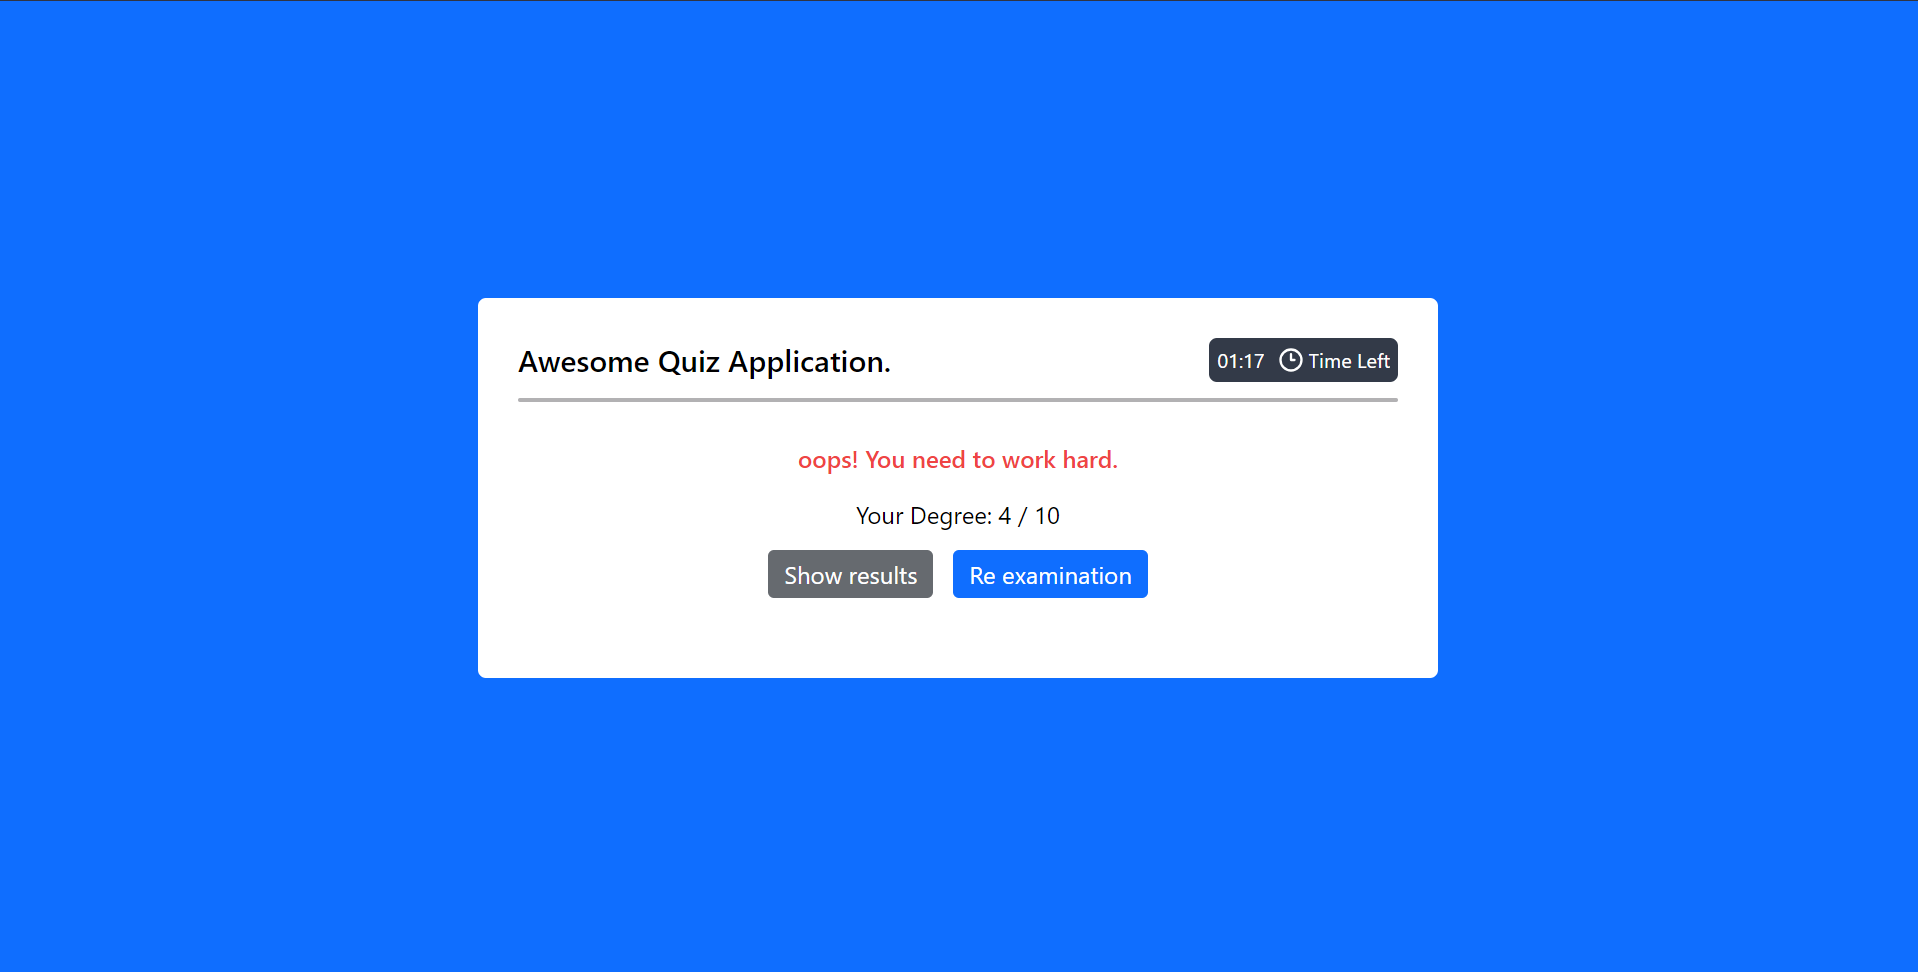 Awesome Quiz Application.
01:17 Time Left
oops! You need to work hard.
Your Degree: 4 / 10
Show results
Re examination